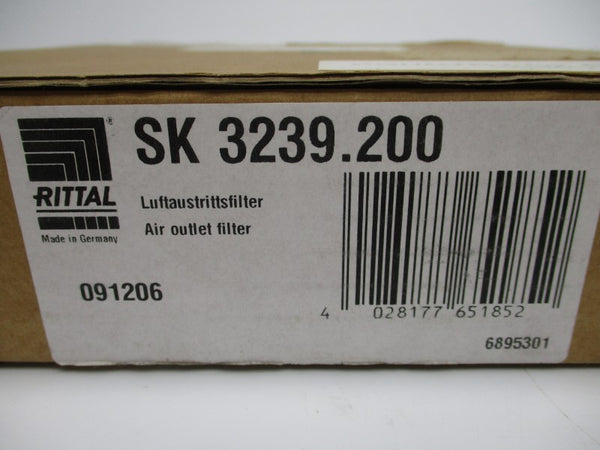 SK 3239.200
®
RITTAL
Made in Germany
Luftaustrittsfilter
Air outlet filter
091206
4 028177 651852
6895301